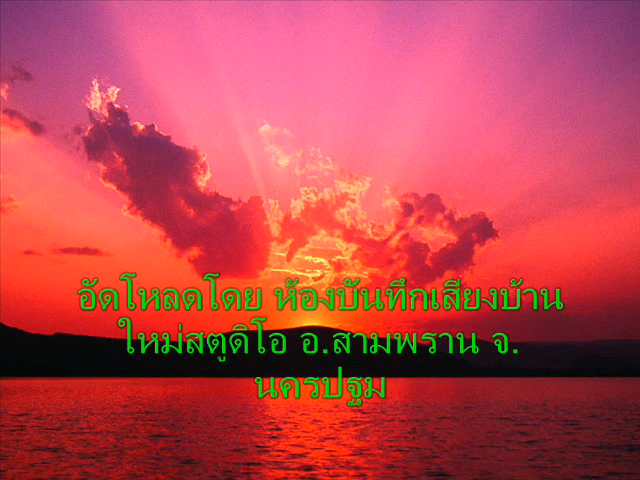 อัดโหลดโดย ห้องบันทึกเสียงบ้าน
ใหม่สตูดิโอ อ.สามพราน จ.
นครปฐม